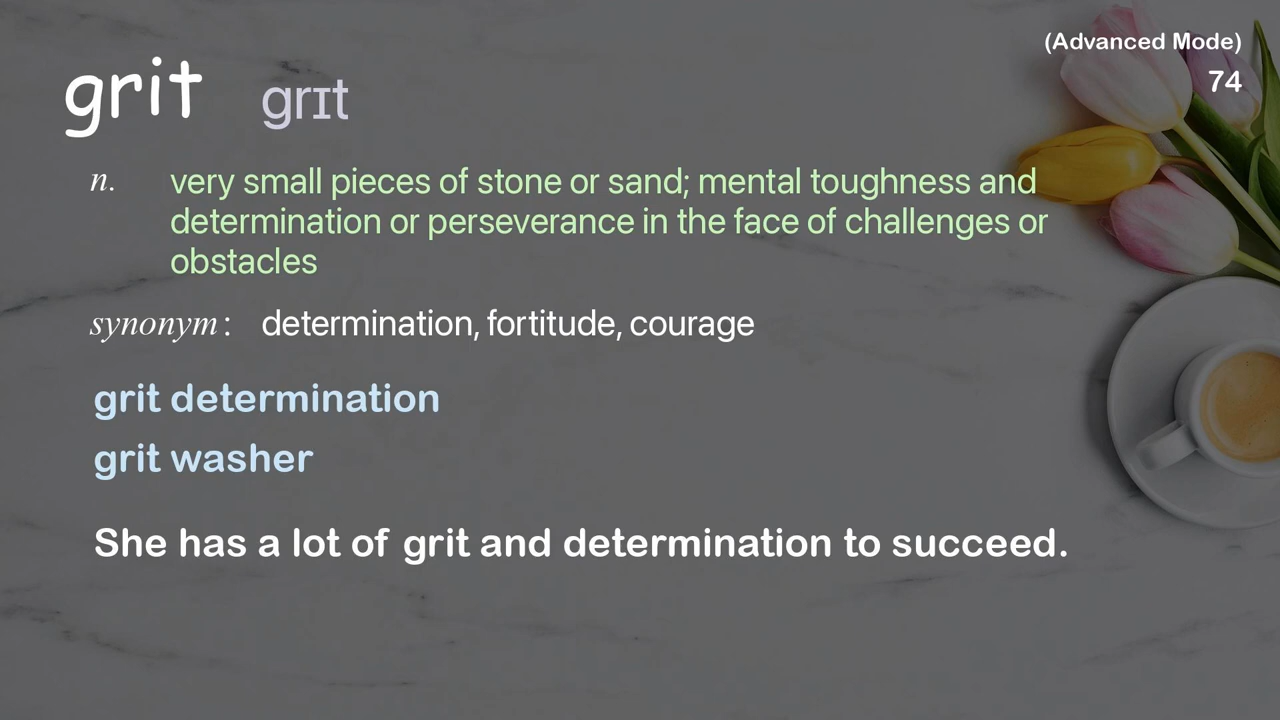 (Advanced Mode)
74
grit grɪt
n. very small pieces of stone or sand; mental toughness and
determination or perseverance in the face of challenges or
obstacles
synonym: determination, fortitude, courage
grit determination
grit washer
She has a lot of grit and determination to succeed.